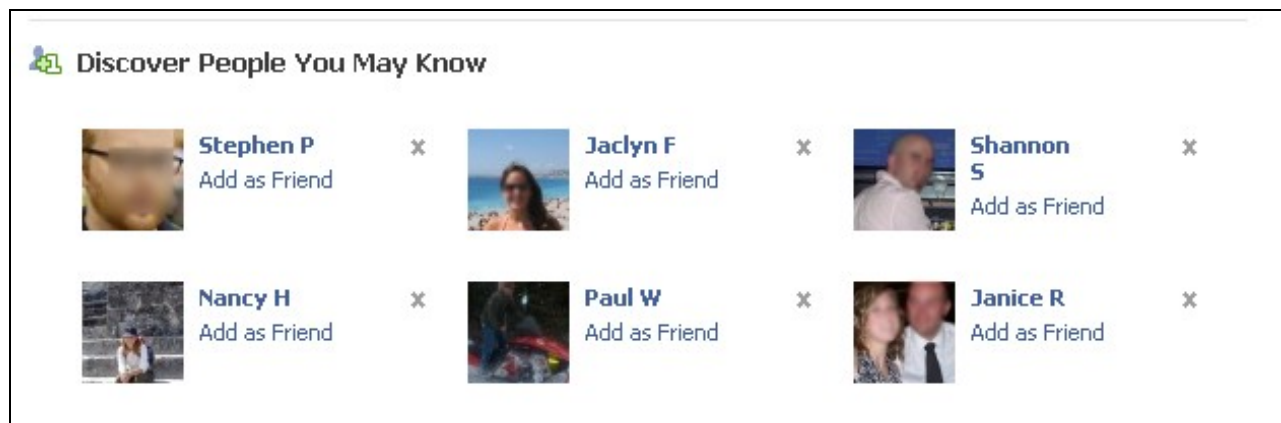 Discover People You May Know
Stephen P
Add as Friend
Jaclyn F
Add as Friend
Shannon
S
Add as Friend
Nancy H
Add as Friend
Paul W
Add as Friend
Janice R
Add as Friend